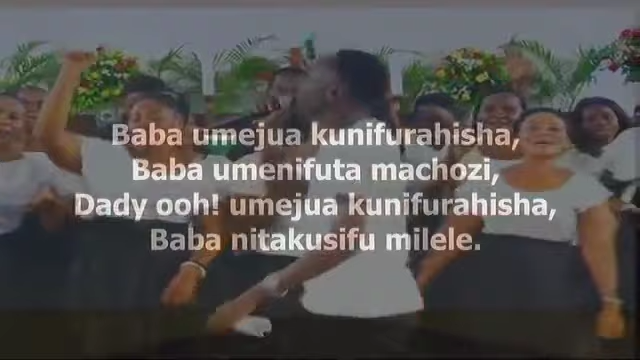 Baba umejua kunifurahisha,
Baba umenifuta machozi,
Dady ooh! umejua kunifurahisha,
Baba nitakusifu milele.